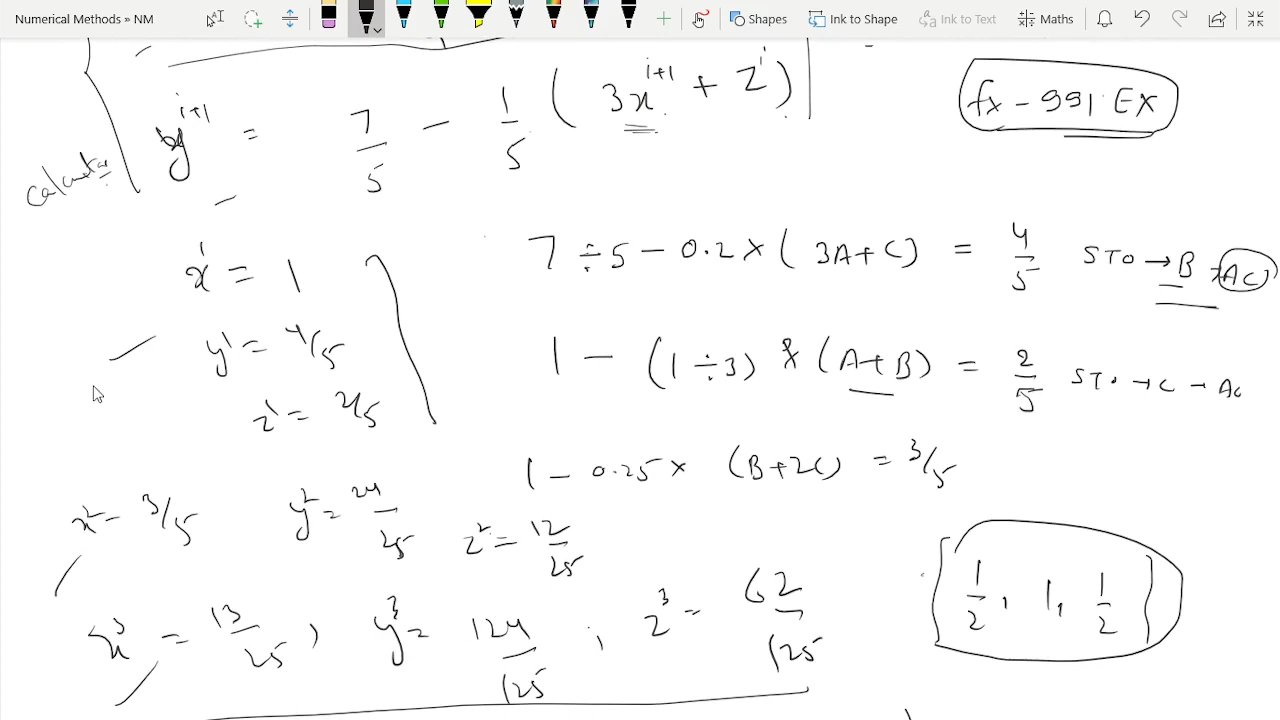 Numerical Methods » NM Shapes Ink to Shape Ink to Text Maths
y^{i+1} = 7/5 - 1/5 ( 3x^{i+1} + z^i )
fx - 991 EX
x^1 = 1
7 ÷ 5 - 0.2 × ( 3A + C ) = 4/5 STO → B → AC
y^1 = 4/5
1 - (1 ÷ 3) * (A + B) = 2/5 STO → C → AC
z^1 = 2/5
1 - 0.25 × (B + 2C) = 3/5
x^2 = 3/5 y^2 = 24/25 z^2 = 12/25
x^3 = 13/25 , y^3 = 124/125 ; z^3 = 62/125
{ 1/2 , 1, 1/2 }